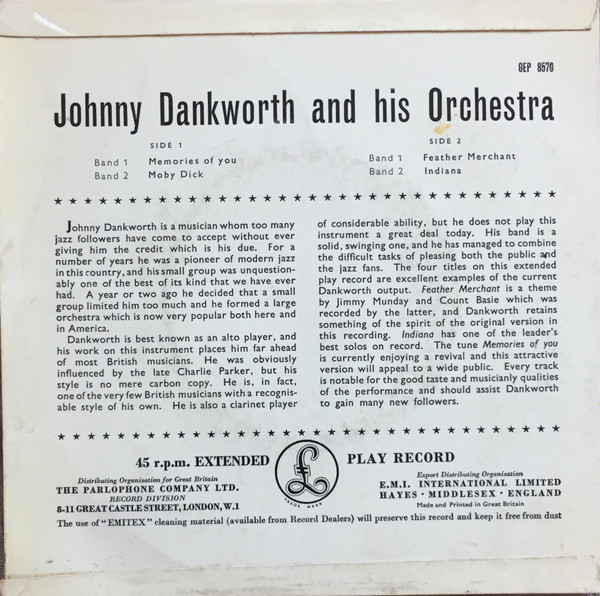 GEP 8570
Johnny Dankworth and his Orchestra
SIDE 1
Band 1 Memories of you
Band 2 Moby Dick
SIDE 2
Band 1 Feather Merchant
Band 2 Indiana
Johnny Dankworth is a musician whom too many
jazz followers have come to accept without ever
giving him the credit which is his due. For a
number of years he was a pioneer of modern jazz
in this country, and his small group was unquestion-
ably one of the best of its kind that we have ever
had. A year or two ago he decided that a small
group limited him too much and he formed a large
orchestra which is now very popular both here and
in America.
Dankworth is best known as an alto player, and
his work on this instrument places him far ahead
of most British musicians. He was obviously
influenced by the late Charlie Parker, but his
style is no mere carbon copy. He is, in fact,
one of the very few British musicians with a recognis-
able style of his own. He is also a clarinet player
of considerable ability, but he does not play this
instrument a great deal today. His band is a
solid, swinging one, and he has managed to combine
the difficult tasks of pleasing both the public and
the jazz fans. The four titles on this extended
play record are excellent examples of the current
Dankworth output. Feather Merchant is a theme
by Jimmy Munday and Count Basie which was
recorded by the latter, and Dankworth retains
something of the spirit of the original version in
this recording. Indiana has one of the leader's
best solos on record. The tune Memories of you
is currently enjoying a revival and this attractive
version will appeal to a wide public. Every track
is notable for the good taste and musicianly qualities
of the performance and should assist Dankworth
to gain many new followers.
45 r.p.m. EXTENDED £ PLAY RECORD
TRADE MARK
Distributing Organisation for Great Britain
THE PARLOPHONE COMPANY LTD.
RECORD DIVISION
8-11 GREAT CASTLE STREET, LONDON, W.1
Export Distributing Organisation
E.M.I. INTERNATIONAL LIMITED
HAYES · MIDDLESEX · ENGLAND
Made and Printed in Great Britain
The use of "EMITEX" cleaning material (available from Record Dealers) will preserve this record and keep it free from dust